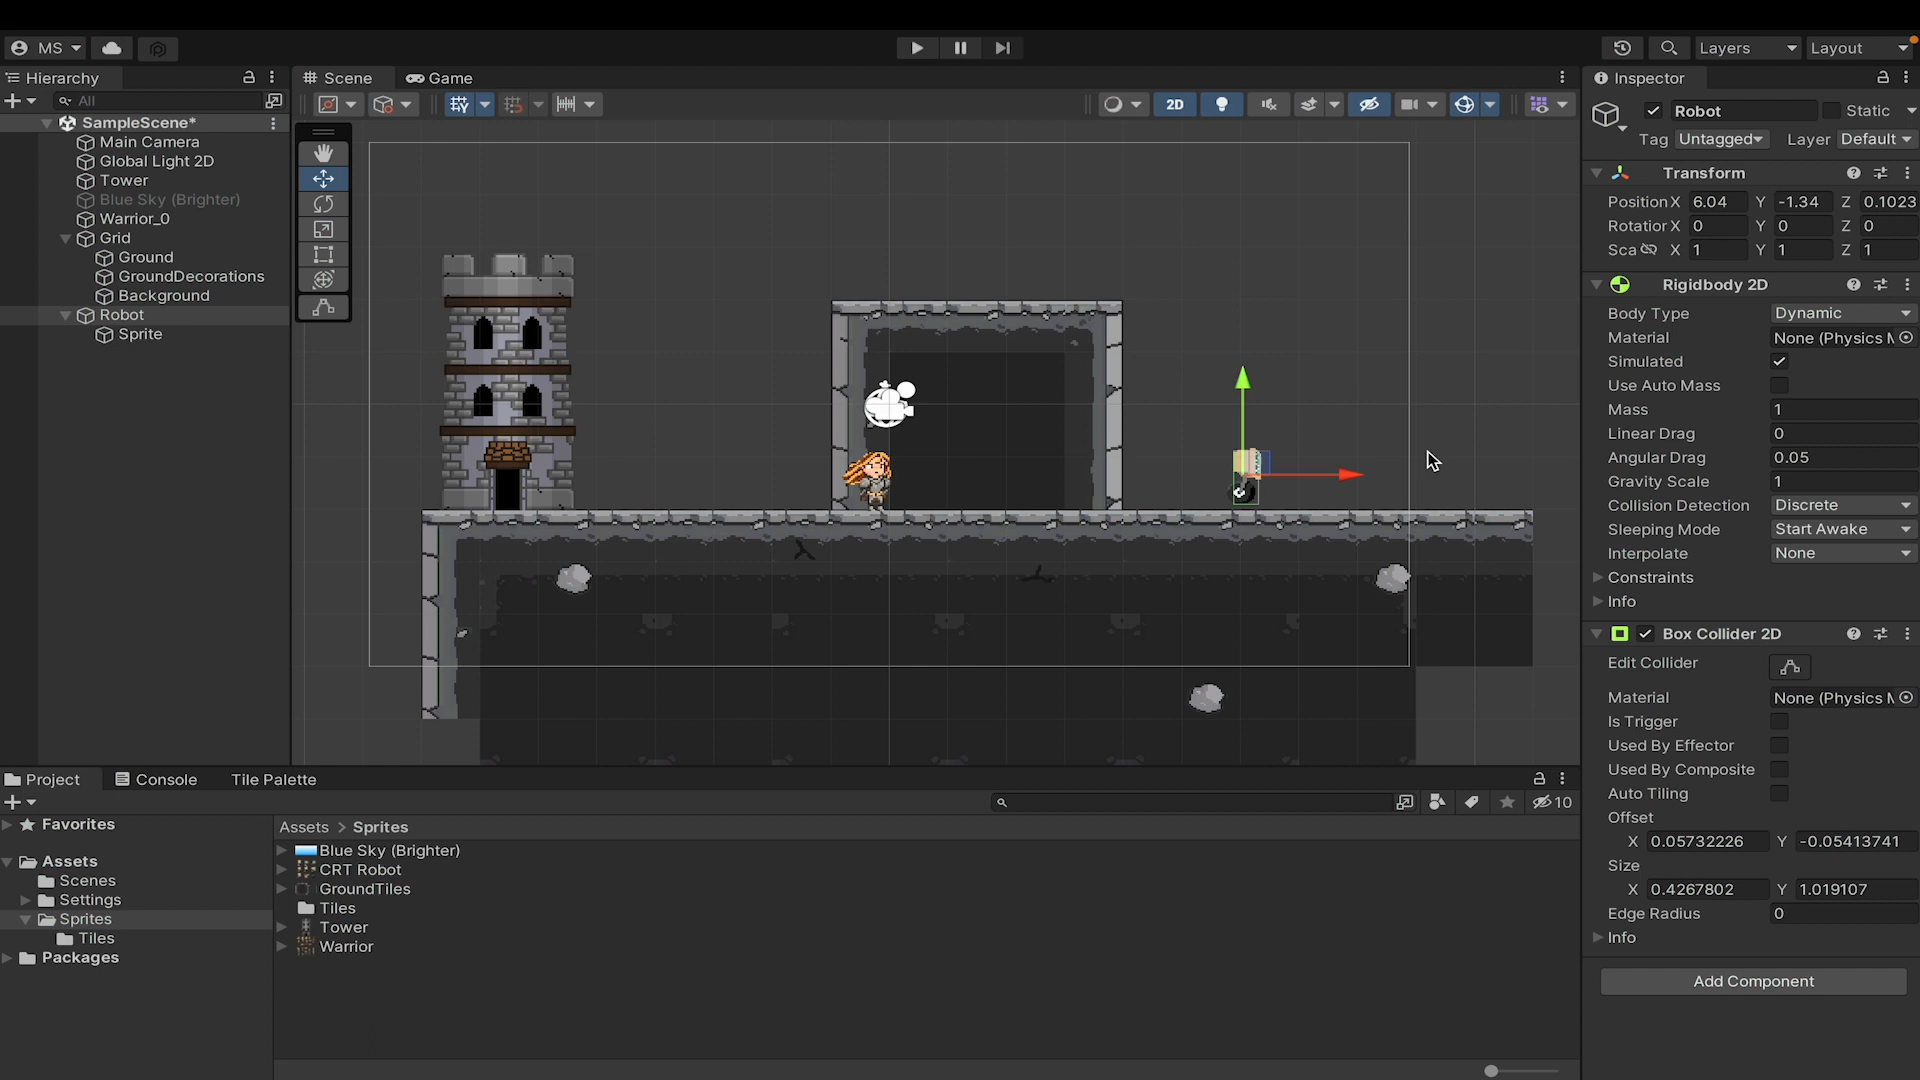 MS
Layers
Layout
Hierarchy
All
SampleScene*
Main Camera
Global Light 2D
Tower
Blue Sky (Brighter)
Warrior_0
Grid
Ground
GroundDecorations
Background
Robot
Sprite
Scene
Game
2D
Inspector
Robot
Static
Tag Untagged Layer Default
Transform
Position X 6.04 Y -1.34 Z 0.1023
Rotatior X 0 Y 0 Z 0
Sca X 1 Y 1 Z 1
Rigidbody 2D
Body Type Dynamic
Material None (Physics M
Simulated
Use Auto Mass
Mass 1
Linear Drag 0
Angular Drag 0.05
Gravity Scale 1
Collision Detection Discrete
Sleeping Mode Start Awake
Interpolate None
Constraints
Info
Box Collider 2D
Edit Collider
Material None (Physics M
Is Trigger
Used By Effector
Used By Composite
Auto Tiling
Offset
X 0.05732226 Y -0.05413741
Size
X 0.4267802 Y 1.019107
Edge Radius 0
Info
Add Component
Project
Console
Tile Palette
10
Favorites
Assets
Scenes
Settings
Sprites
Tiles
Packages
Assets > Sprites
Blue Sky (Brighter)
CRT Robot
GroundTiles
Tiles
Tower
Warrior